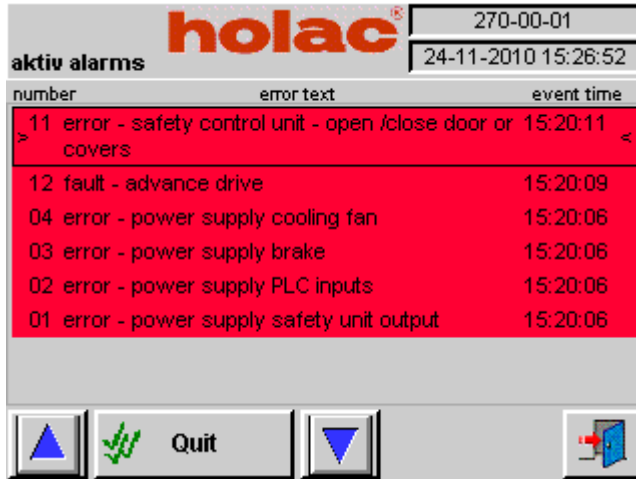 holac®
270-00-01
aktiv alarms
24-11-2010 15:26:52
number error text event time
> 11 error - safety control unit - open /close door or 15:20:11 <
covers
12 fault - advance drive 15:20:09
04 error - power supply cooling fan 15:20:06
03 error - power supply brake 15:20:06
02 error - power supply PLC inputs 15:20:06
01 error - power supply safety unit output 15:20:06
Quit